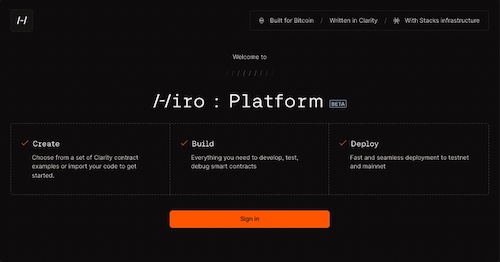 /-/
Built for Bitcoin / Written in Clarity / With Stacks infrastructure
Welcome to
/ / / / / / / / /
/-/iro : Platform BETA
Create
Choose from a set of Clarity contract
examples or import your code to get
started.
Build
Everything you need to develop, test,
debug smart contracts
Deploy
Fast and seamless deployment to testnet
and mainnet
Sign in